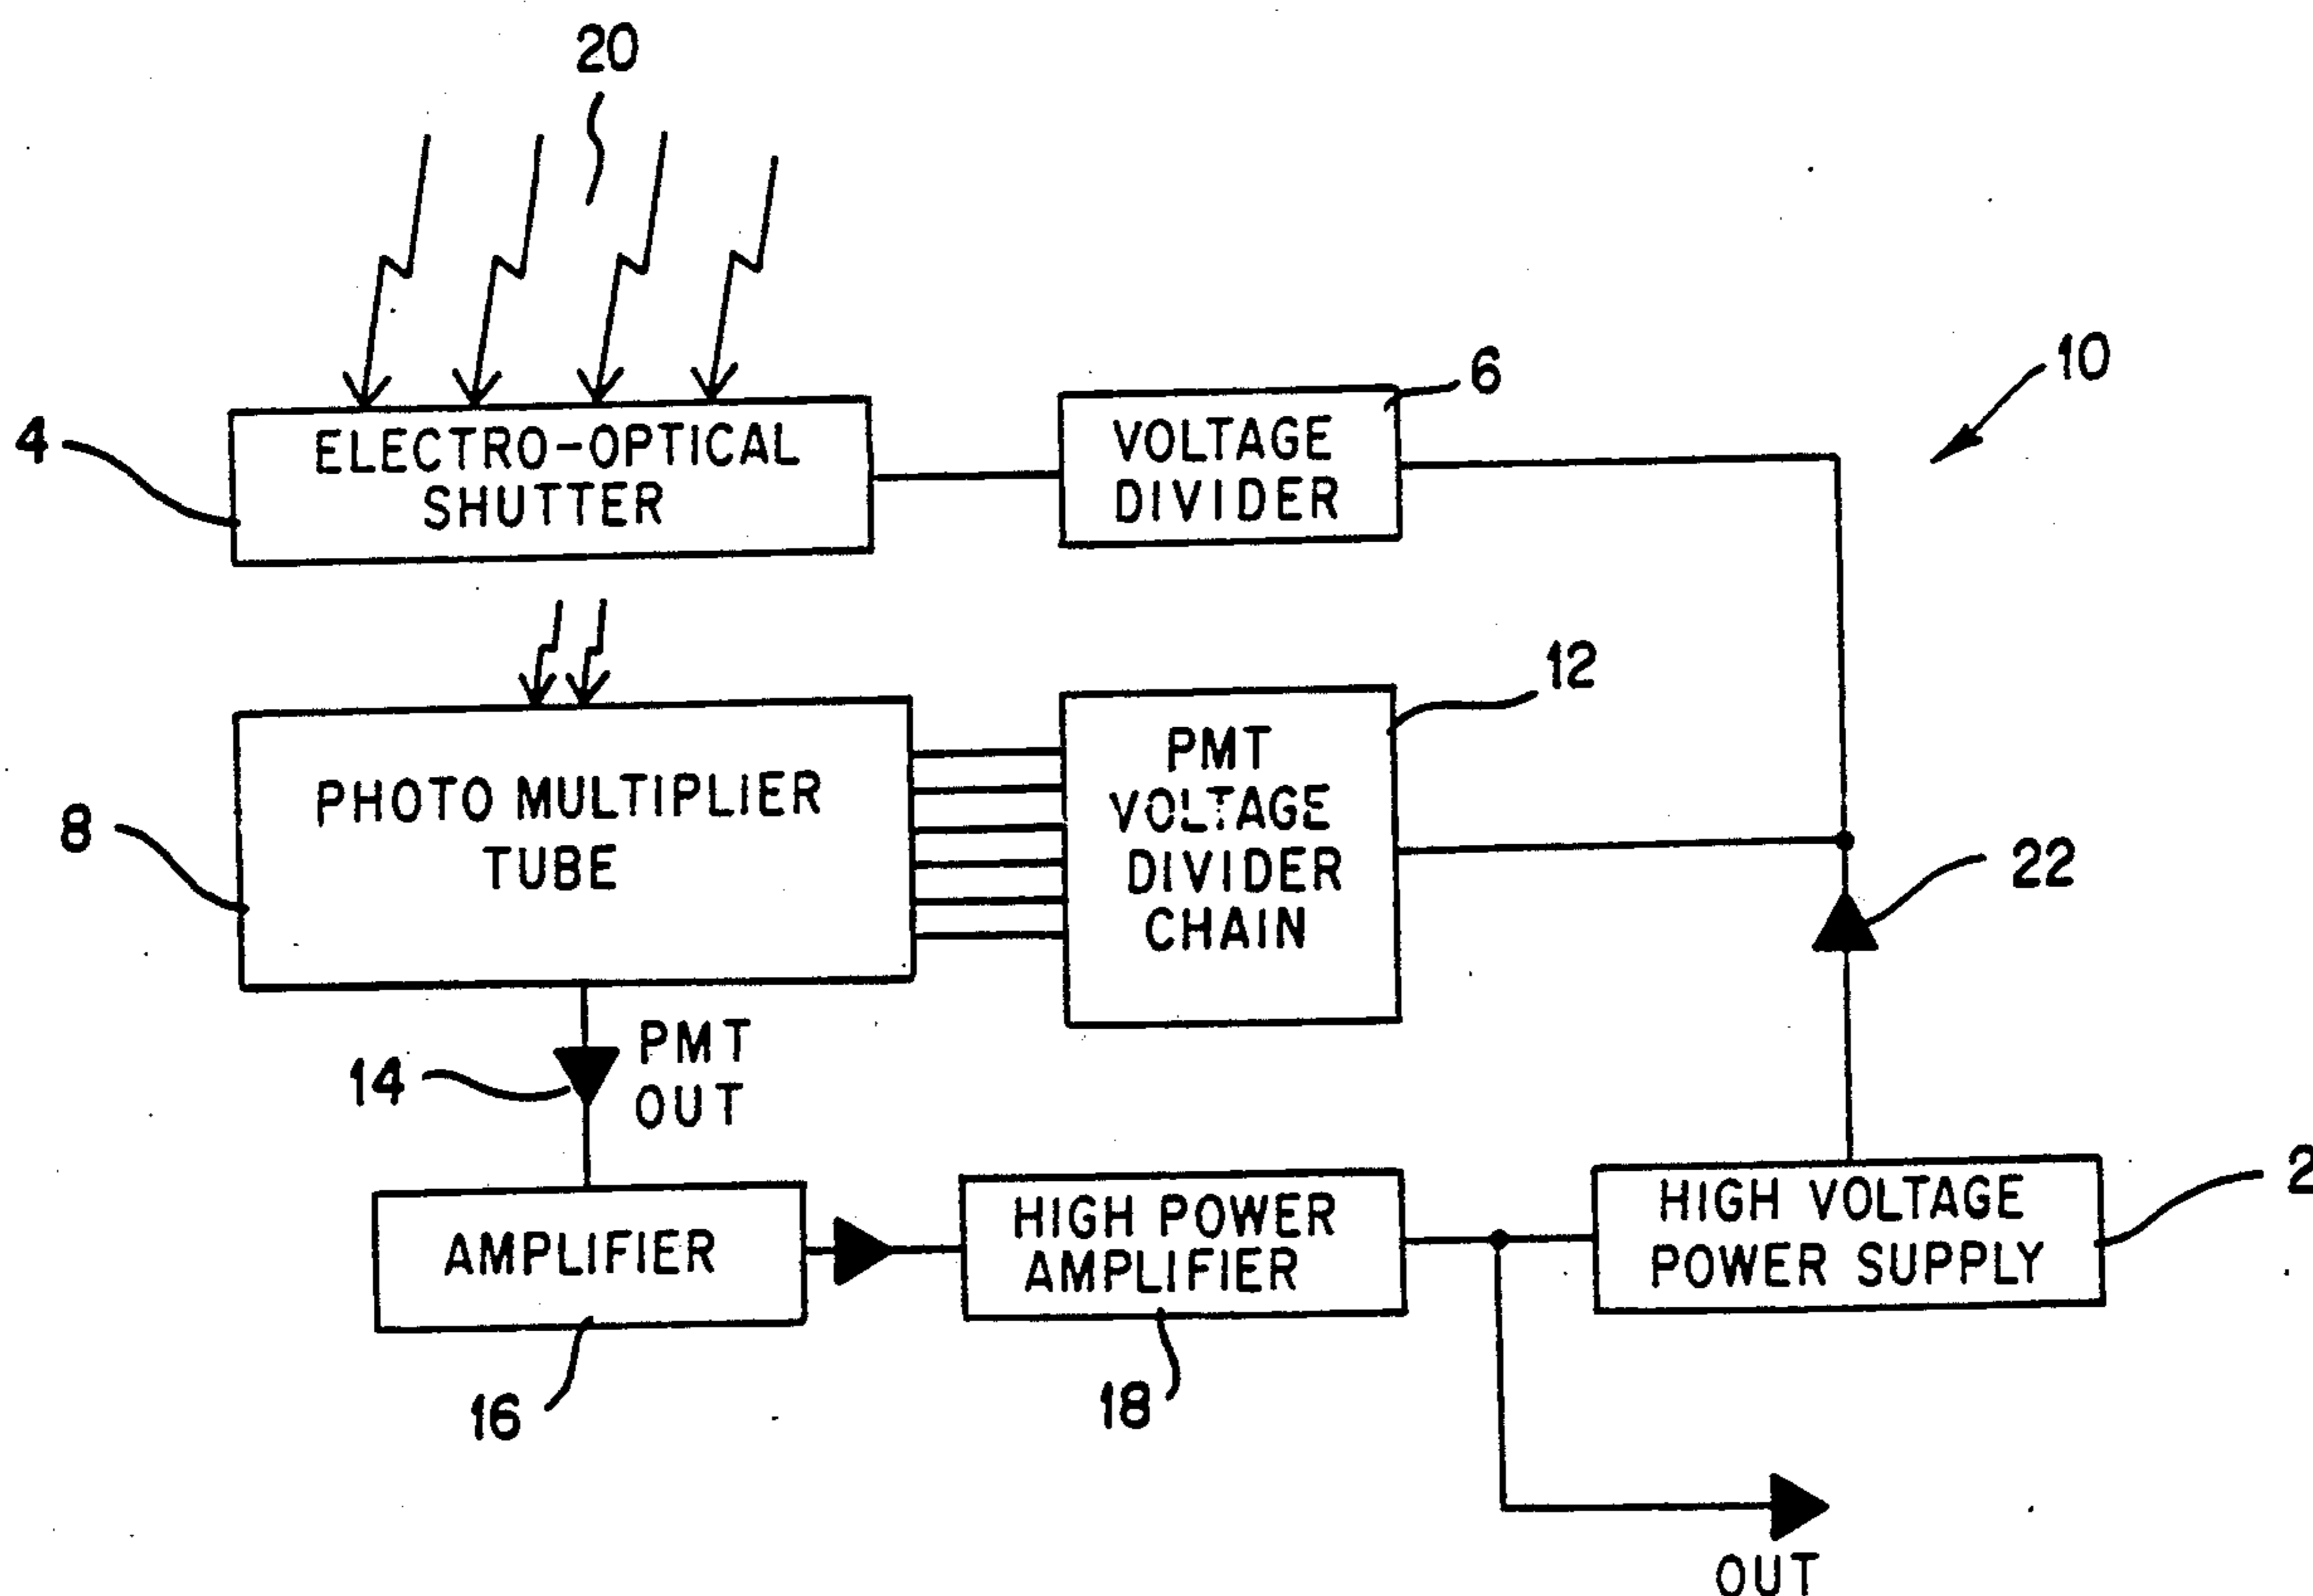 20
10
4
ELECTRO-OPTICAL
SHUTTER
VOLTAGE
DIVIDER
6
12
8
PHOTO MULTIPLIER
TUBE
PMT
VOLTAGE
DIVIDER
CHAIN
22
14
PMT
OUT
2
AMPLIFIER
HIGH POWER
AMPLIFIER
HIGH VOLTAGE
POWER SUPPLY
16
18
OUT